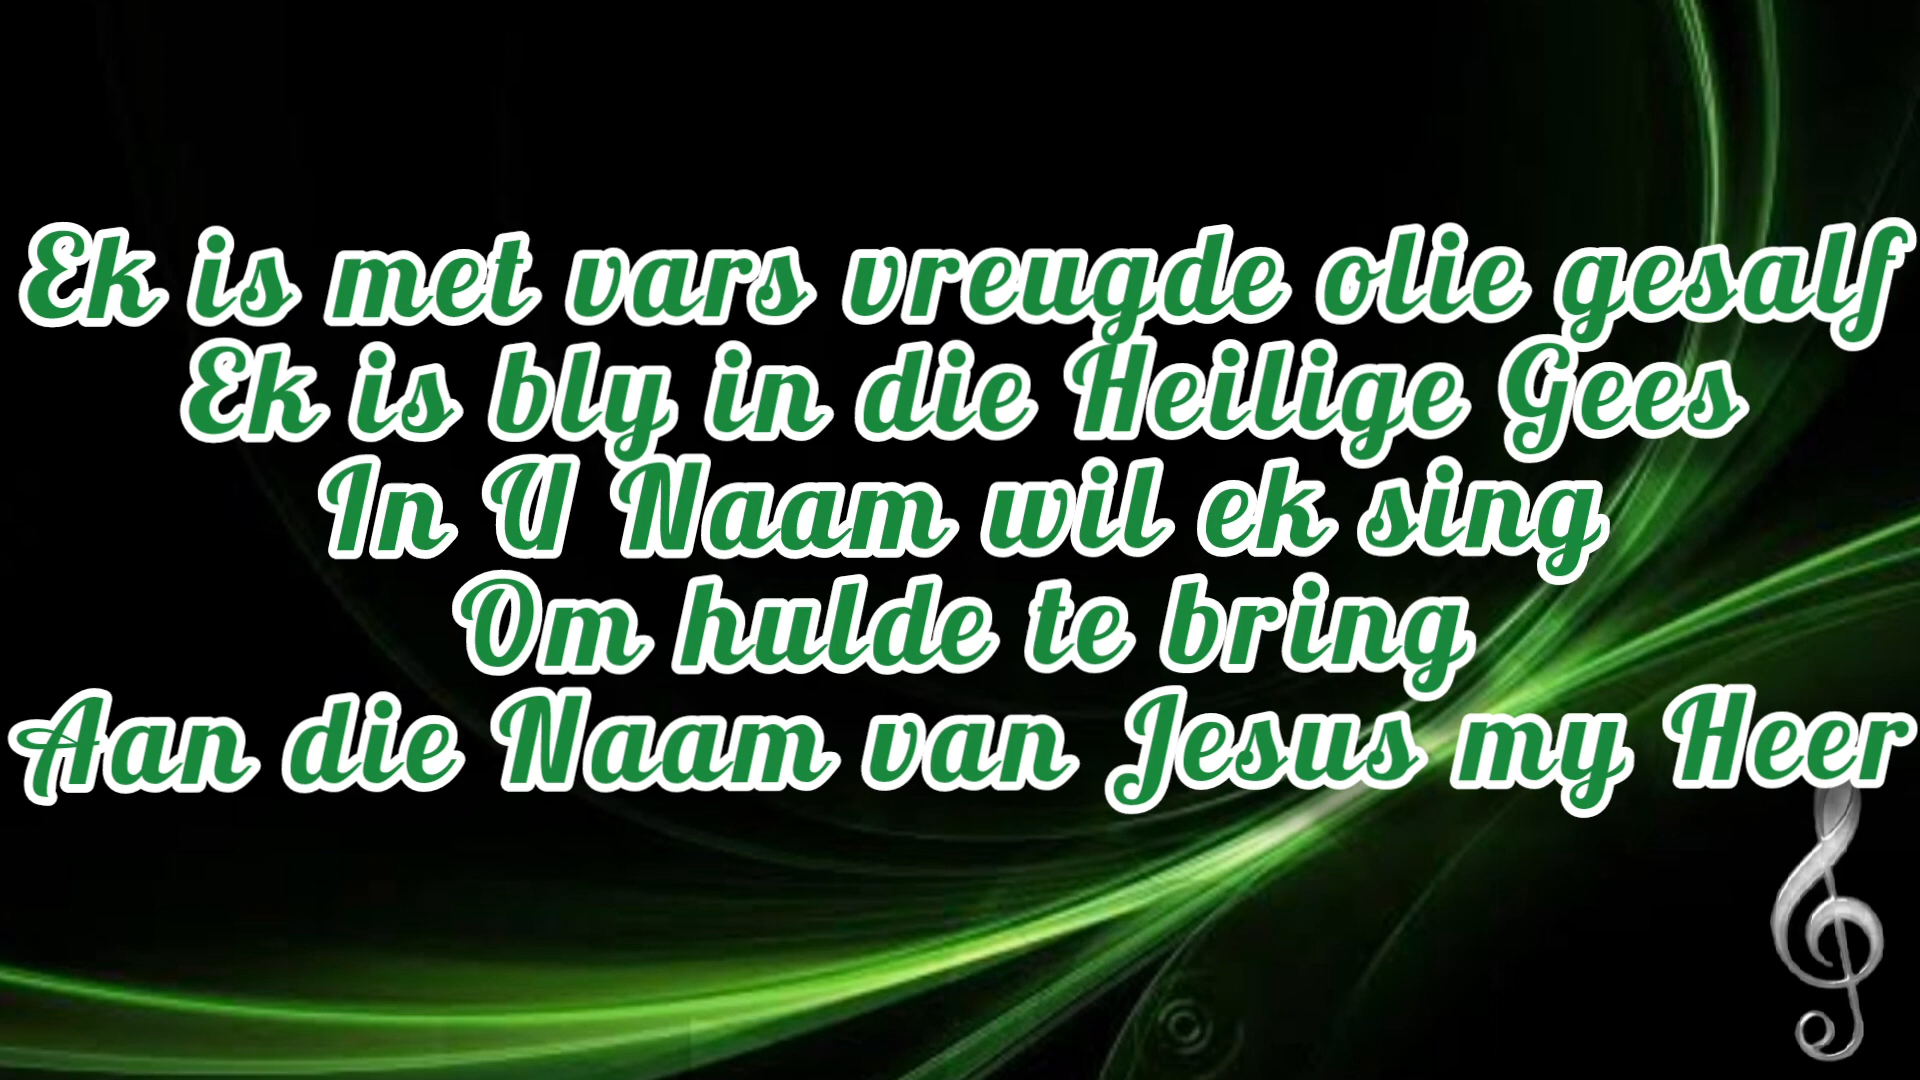 Ek is met vars vreugde olie gesalf
Ek is bly in die Heilige Gees
In U Naam wil ek sing
Om hulde te bring
Aan die Naam van Jesus my Heer